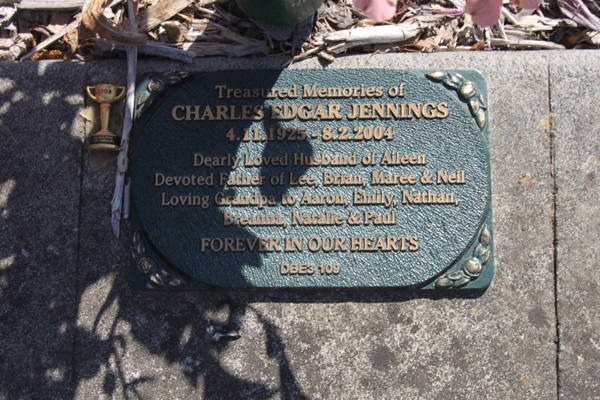 Treasured Memories of
CHARLES EDGAR JENNINGS
4.11.1925 - 8.2.2004
Dearly Loved Husband of Aileen
Devoted Father of Lee, Brian, Maree & Neil
Loving Grandpa to Aaron, Emily, Nathan,
Breanna, Natalie & Paul
FOREVER IN OUR HEARTS
DBE3 109